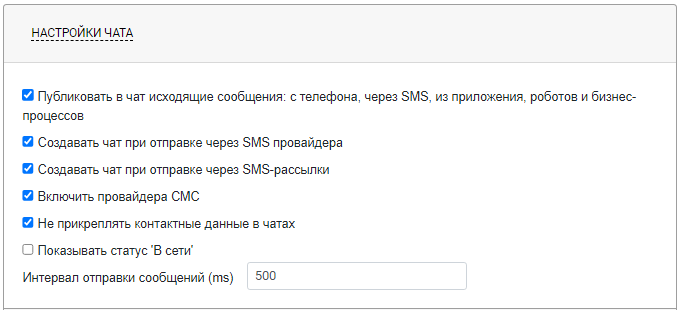 НАСТРОЙКИ ЧАТА
Публиковать в чат исходящие сообщения: с телефона, через SMS, из приложения, роботов и бизнес-
процессов
Создавать чат при отправке через SMS провайдера
Создавать чат при отправке через SMS-рассылки
Включить провайдера СМС
Не прикреплять контактные данные в чатах
Показывать статус 'В сети'
Интервал отправки сообщений (ms) 500